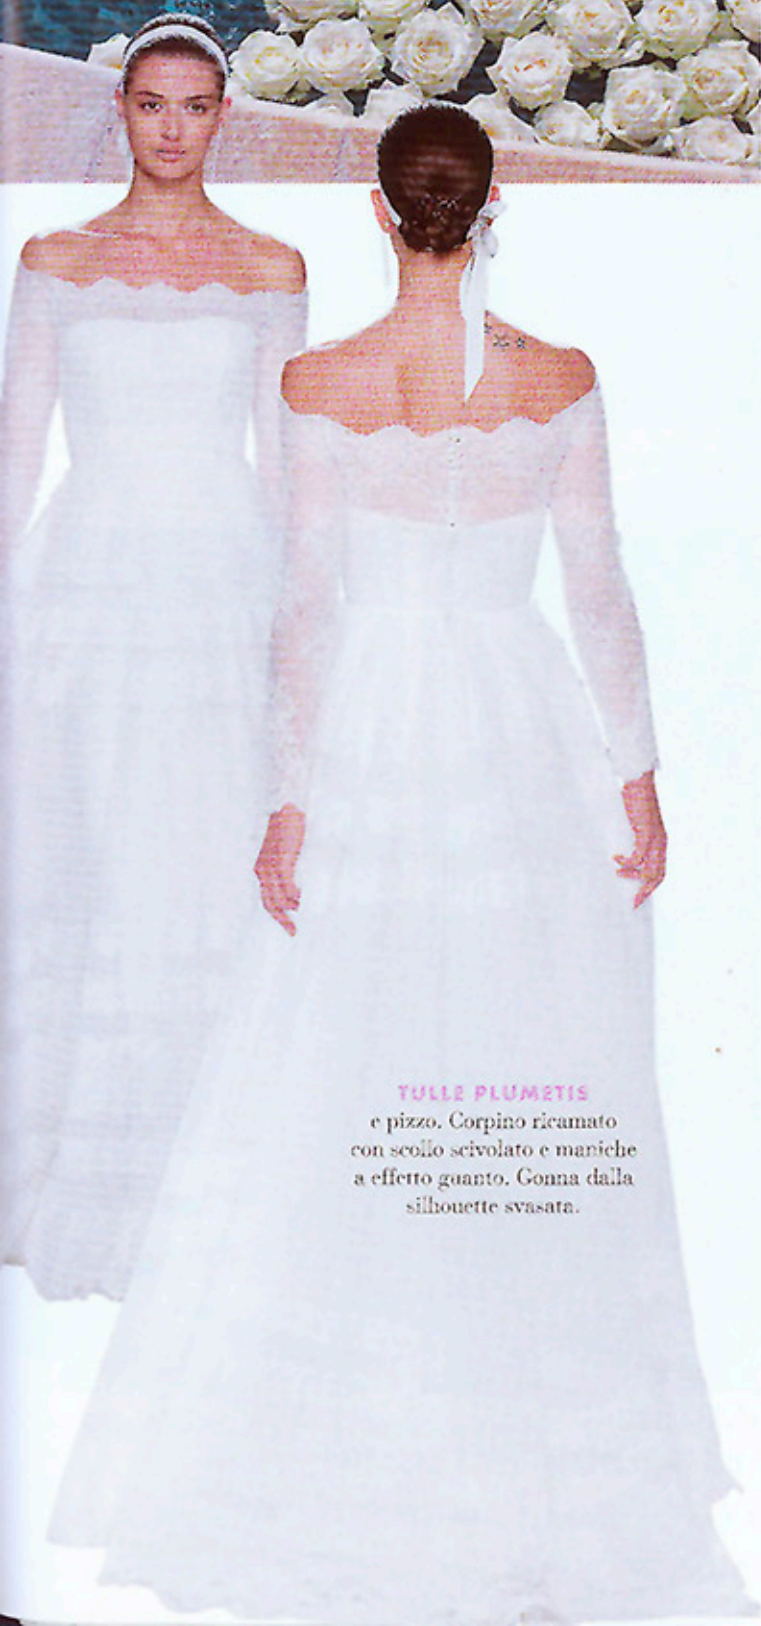 TULLE PLUMETIS
e pizzo. Corpino ricamato
con scollo scivolato e maniche
a effetto guanto. Gonna dalla
silhouette svasata.